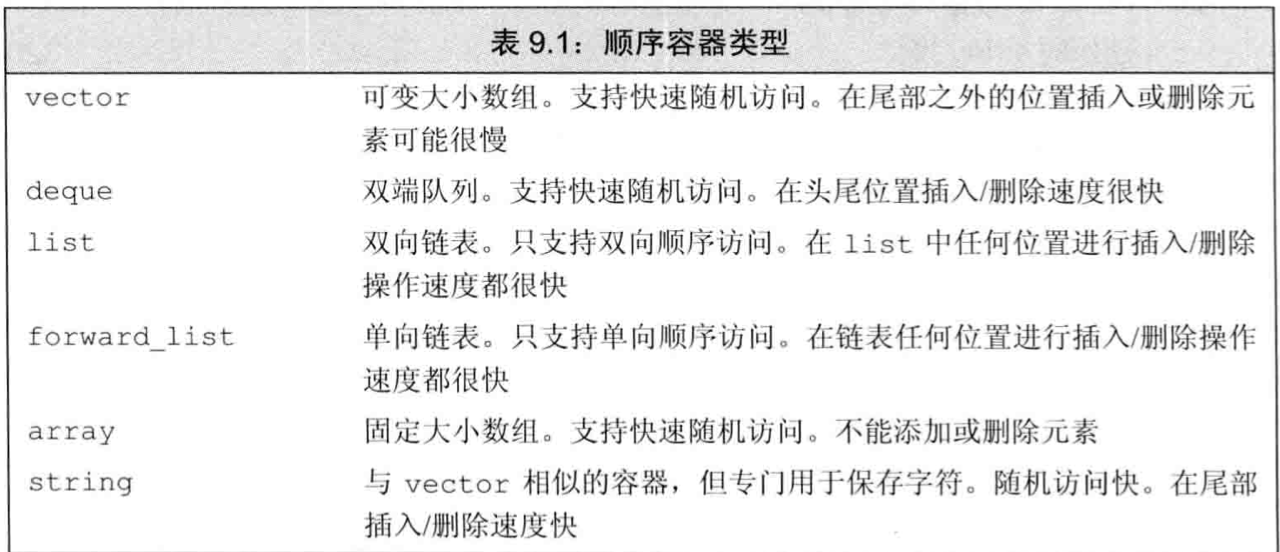 表 9.1：顺序容器类型
vector 可变大小数组。支持快速随机访问。在尾部之外的位置插入或删除元
素可能很慢
deque 双端队列。支持快速随机访问。在头尾位置插入/删除速度很快
list 双向链表。只支持双向顺序访问。在 list 中任何位置进行插入/删除
操作速度都很快
forward_list 单向链表。只支持单向顺序访问。在链表任何位置进行插入/删除操作
速度都很快
array 固定大小数组。支持快速随机访问。不能添加或删除元素
string 与 vector 相似的容器，但专门用于保存字符。随机访问快。在尾部
插入/删除速度快